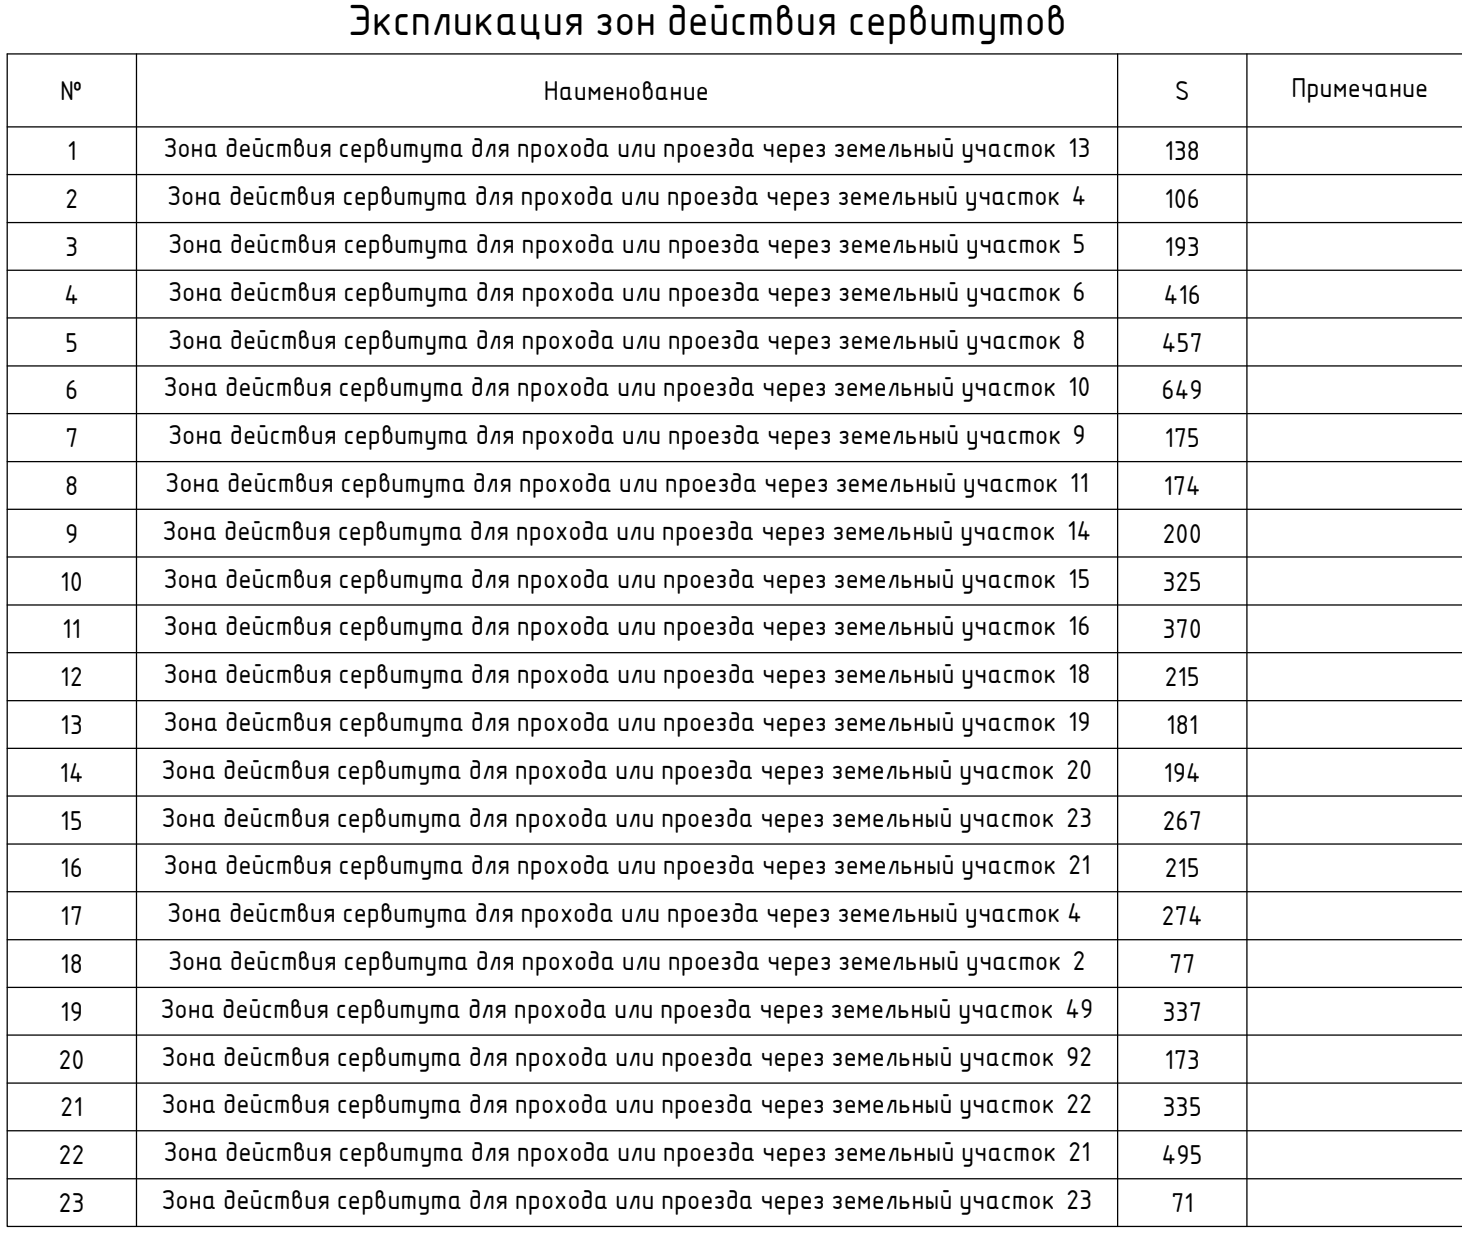 Экспликация зон действия сервитутов
№ Наименование S Примечание
1 Зона действия сервитута для прохода или проезда через земельный участок 13 138
2 Зона действия сервитута для прохода или проезда через земельный участок 4 106
3 Зона действия сервитута для прохода или проезда через земельный участок 5 193
4 Зона действия сервитута для прохода или проезда через земельный участок 6 416
5 Зона действия сервитута для прохода или проезда через земельный участок 8 457
6 Зона действия сервитута для прохода или проезда через земельный участок 10 649
7 Зона действия сервитута для прохода или проезда через земельный участок 9 175
8 Зона действия сервитута для прохода или проезда через земельный участок 11 174
9 Зона действия сервитута для прохода или проезда через земельный участок 14 200
10 Зона действия сервитута для прохода или проезда через земельный участок 15 325
11 Зона действия сервитута для прохода или проезда через земельный участок 16 370
12 Зона действия сервитута для прохода или проезда через земельный участок 18 215
13 Зона действия сервитута для прохода или проезда через земельный участок 19 181
14 Зона действия сервитута для прохода или проезда через земельный участок 20 194
15 Зона действия сервитута для прохода или проезда через земельный участок 23 267
16 Зона действия сервитута для прохода или проезда через земельный участок 21 215
17 Зона действия сервитута для прохода или проезда через земельный участок 4 274
18 Зона действия сервитута для прохода или проезда через земельный участок 2 77
19 Зона действия сервитута для прохода или проезда через земельный участок 49 337
20 Зона действия сервитута для прохода или проезда через земельный участок 92 173
21 Зона действия сервитута для прохода или проезда через земельный участок 22 335
22 Зона действия сервитута для прохода или проезда через земельный участок 21 495
23 Зона действия сервитута для прохода или проезда через земельный участок 23 71